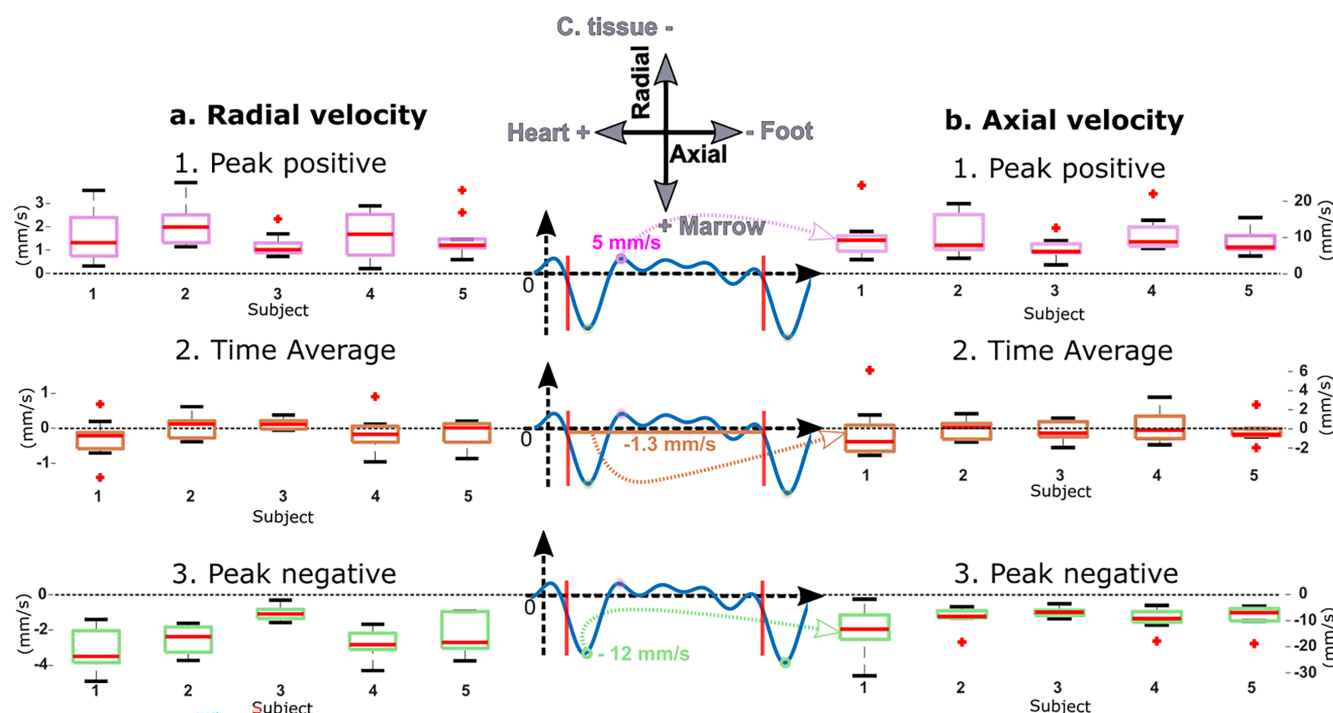 C. tissue -
Radial
Heart +
- Foot
Axial
+ Marrow
a. Radial velocity
b. Axial velocity
1. Peak positive
(mm/s)
3
2
1
0
1 2 3 4 5
Subject
5 mm/s
0
1. Peak positive
20
10
0
(mm/s)
1 2 3 4 5
Subject
2. Time Average
(mm/s)
1
0
-1
1 2 3 4 5
Subject
0
-1.3 mm/s
2. Time Average
6
4
2
0
-2
(mm/s)
1 2 3 4 5
Subject
3. Peak negative
(mm/s)
0
-2
-4
1 2 3 4 5
Subject
0
- 12 mm/s
3. Peak negative
0
-10
-20
-30
(mm/s)
1 2 3 4 5